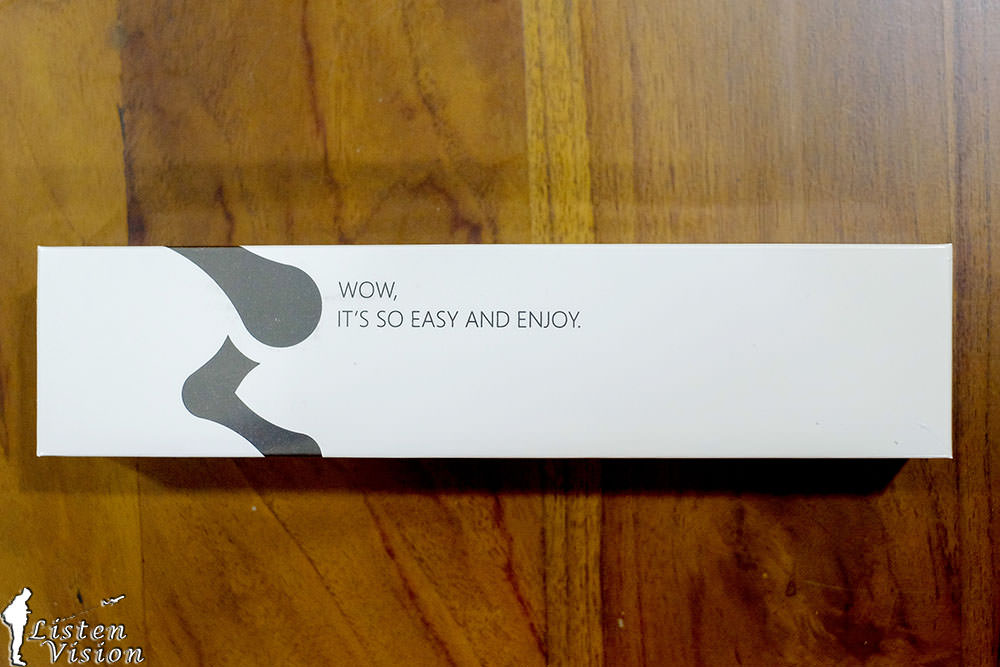 WOW,
IT'S SO EASY AND ENJOY.
Listen
Vision